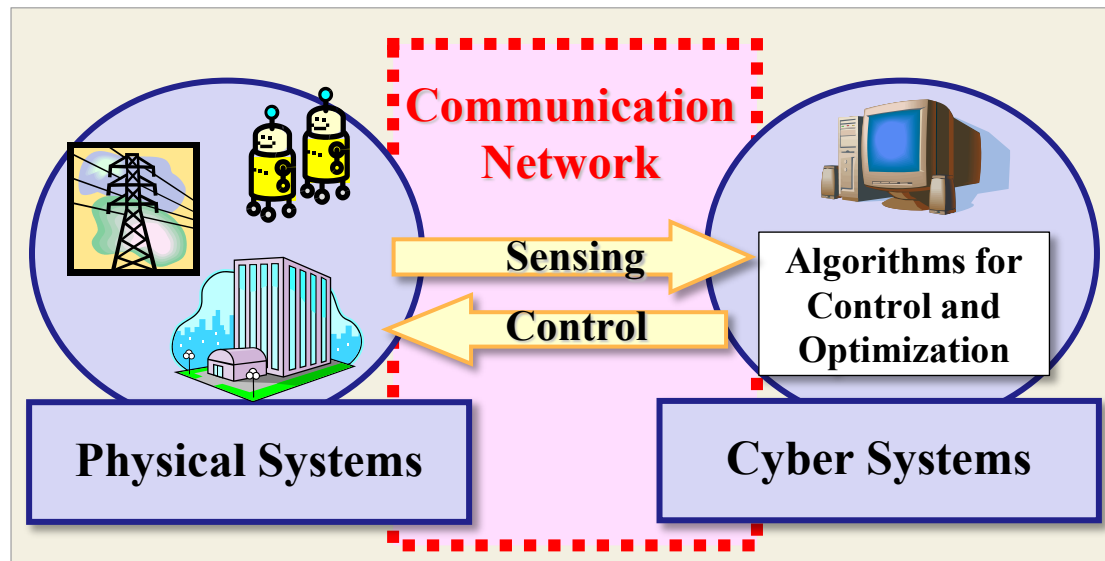 Communication
Network
Sensing
Control
Algorithms for
Control and
Optimization
Physical Systems
Cyber Systems